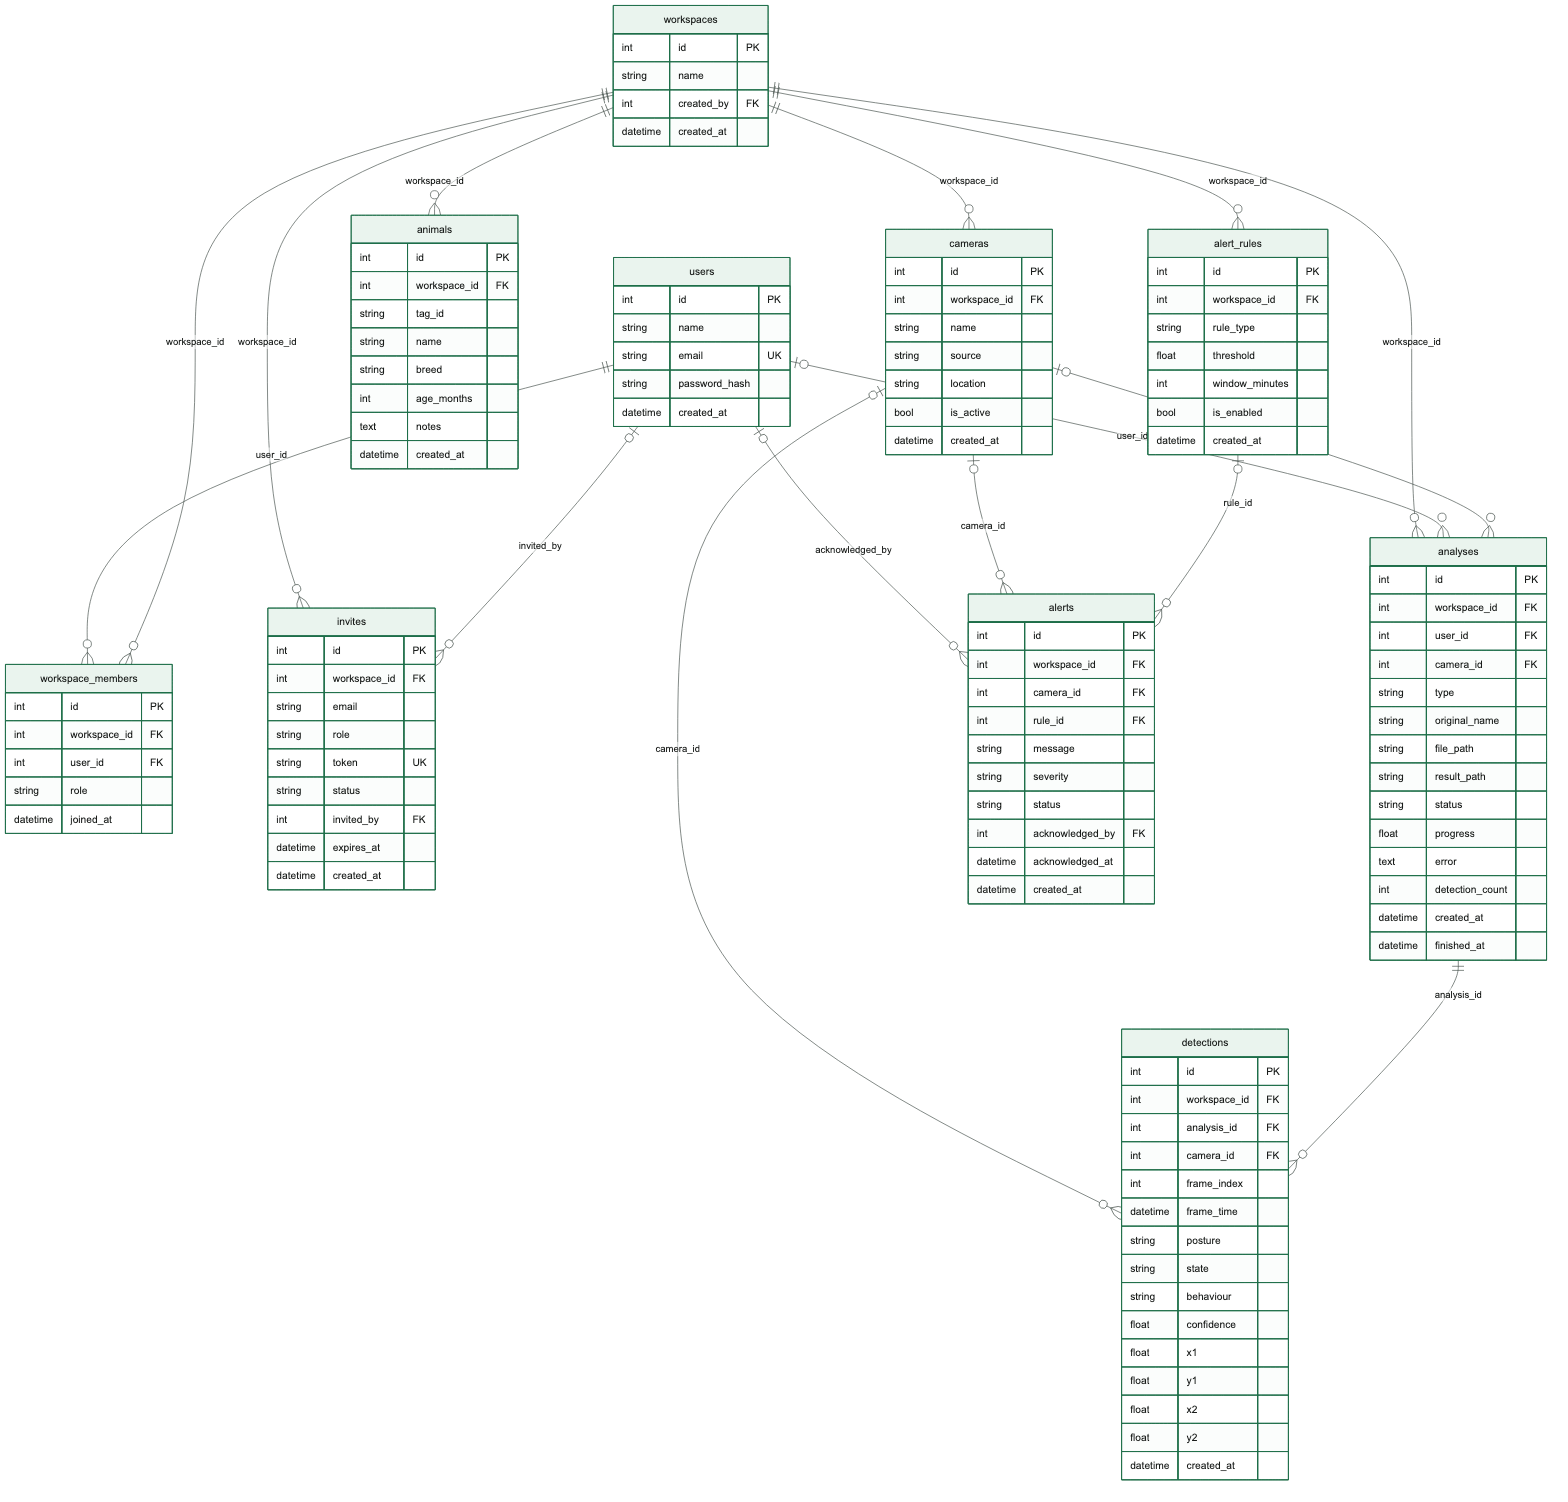 workspaces
int id PK
string name
int created_by FK
datetime created_at
workspace_id
workspace_id
workspace_id
animals
int id PK
int workspace_id FK
string tag_id
string name
string breed
int age_months
text notes
datetime created_at
users
int id PK
string name
string email UK
string password_hash
datetime created_at
cameras
int id PK
int workspace_id FK
string name
string source
string location
bool is_active
datetime created_at
alert_rules
int id PK
int workspace_id FK
string rule_type
float threshold
int window_minutes
bool is_enabled
datetime created_at
workspace_id
workspace_id
workspace_id
user_id
user_id
invited_by
acknowledged_by
camera_id
rule_id
analyses
int id PK
int workspace_id FK
int user_id FK
int camera_id FK
string type
string original_name
string file_path
string result_path
string status
float progress
text error
int detection_count
datetime created_at
datetime finished_at
invites
int id PK
int workspace_id FK
string email
string role
string token UK
string status
int invited_by FK
datetime expires_at
datetime created_at
alerts
int id PK
int workspace_id FK
int camera_id FK
int rule_id FK
string message
string severity
string status
int acknowledged_by FK
datetime acknowledged_at
datetime created_at
workspace_members
int id PK
int workspace_id FK
int user_id FK
string role
datetime joined_at
camera_id
analysis_id
detections
int id PK
int workspace_id FK
int analysis_id FK
int camera_id FK
int frame_index
datetime frame_time
string posture
string state
string behaviour
float confidence
float x1
float y1
float x2
float y2
datetime created_at